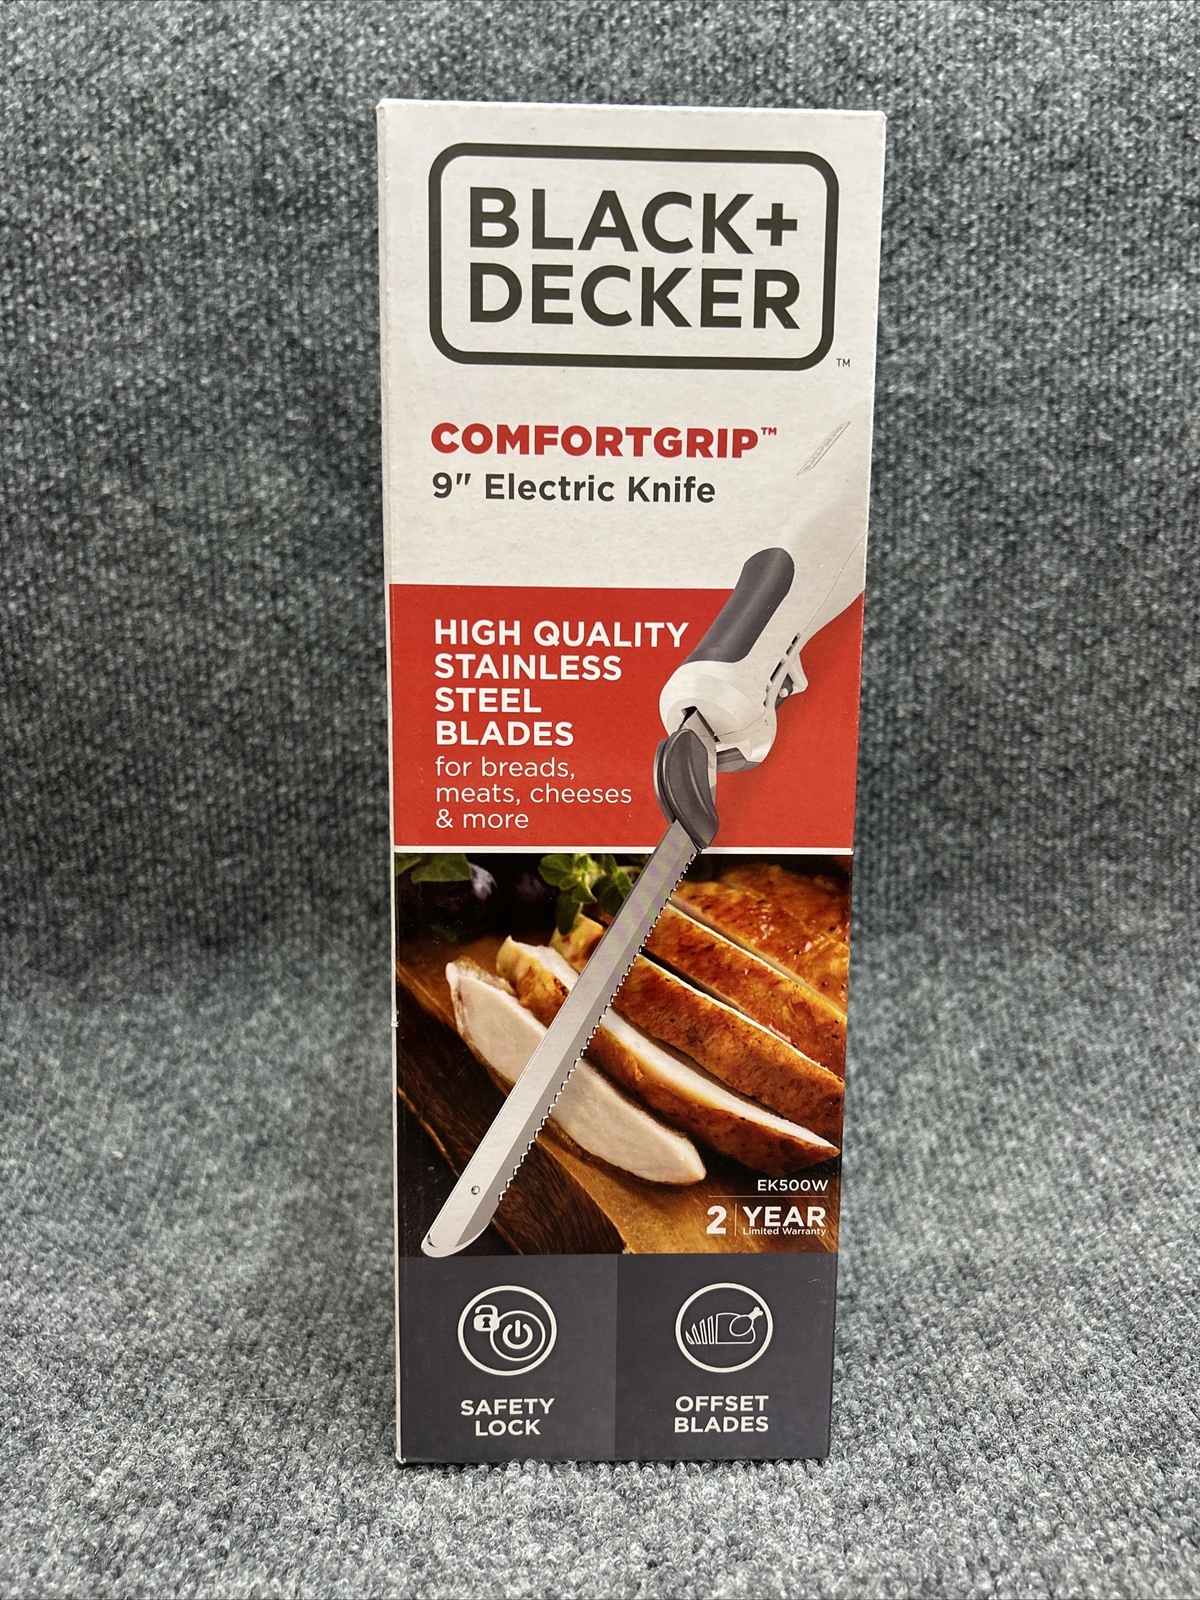 BLACK+
DECKER
™
COMFORTGRIP™
9" Electric Knife
HIGH QUALITY
STAINLESS
STEEL
BLADES
for breads,
meats, cheeses
& more
EK500W
2 YEAR
Limited Warranty
SAFETY
LOCK
OFFSET
BLADES